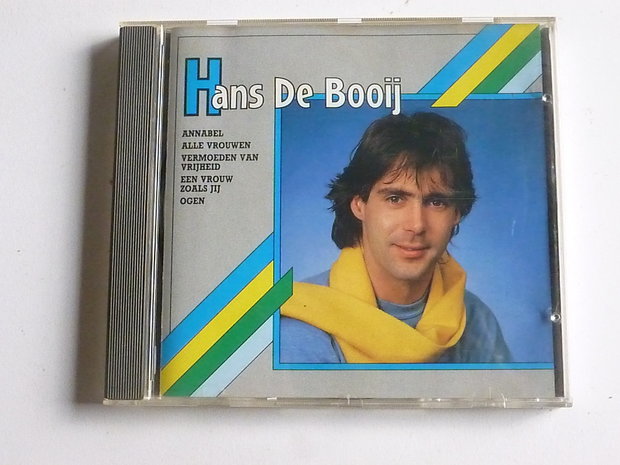 Hans De Booij
ANNABEL
ALLE VROUWEN
VERMOEDEN VAN
VRIJHEID
EEN VROUW
ZOALS JIJ
OGEN